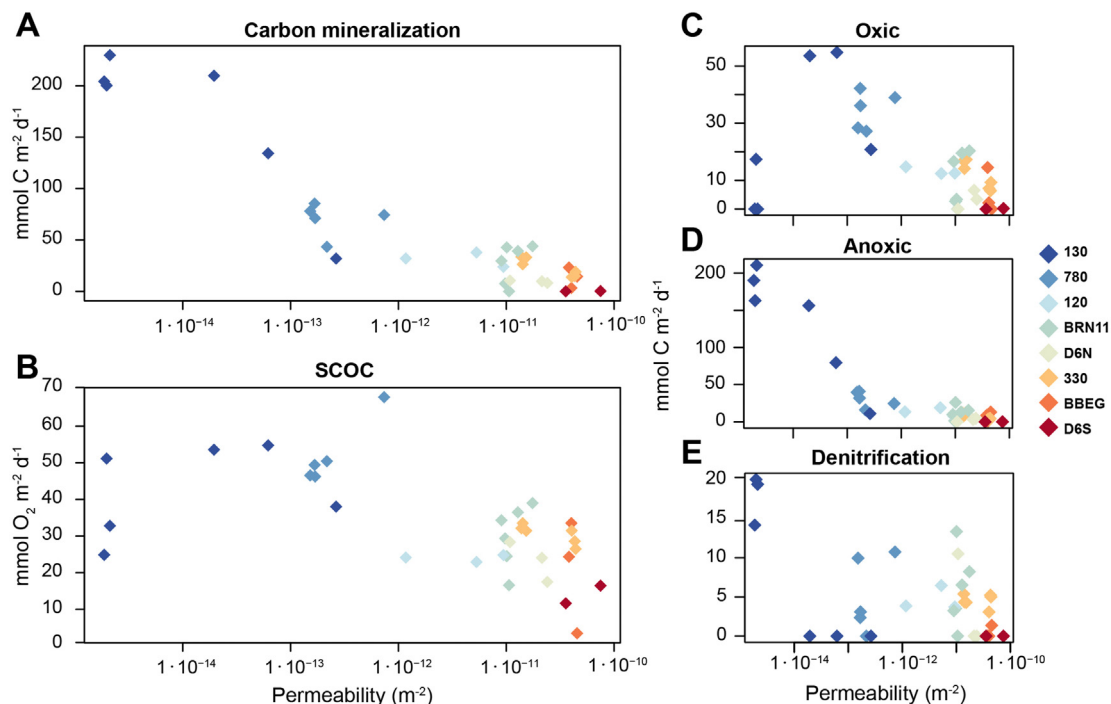 A
Carbon mineralization
mmol C m⁻² d⁻¹
200
150
100
50
0
1·10⁻¹⁴
1·10⁻¹³
1·10⁻¹²
1·10⁻¹¹
1·10⁻¹⁰
B
SCOC
mmol O₂ m⁻² d⁻¹
70
60
50
40
30
20
10
0
1·10⁻¹⁴
1·10⁻¹³
1·10⁻¹²
1·10⁻¹¹
1·10⁻¹⁰
Permeability (m⁻²)
C
Oxic
50
30
10
0
D
Anoxic
mmol C m⁻² d⁻¹
200
100
50
0
E
Denitrification
20
15
10
5
0
1·10⁻¹⁴
1·10⁻¹²
1·10⁻¹⁰
Permeability (m⁻²)
130
780
120
BRN11
D6N
330
BBEG
D6S